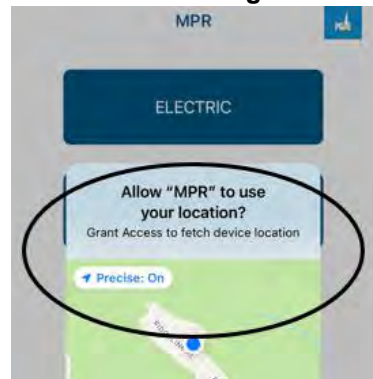 MPR
ELECTRIC
Allow “MPR” to use
your location?
Grant Access to fetch device location
Precise: On